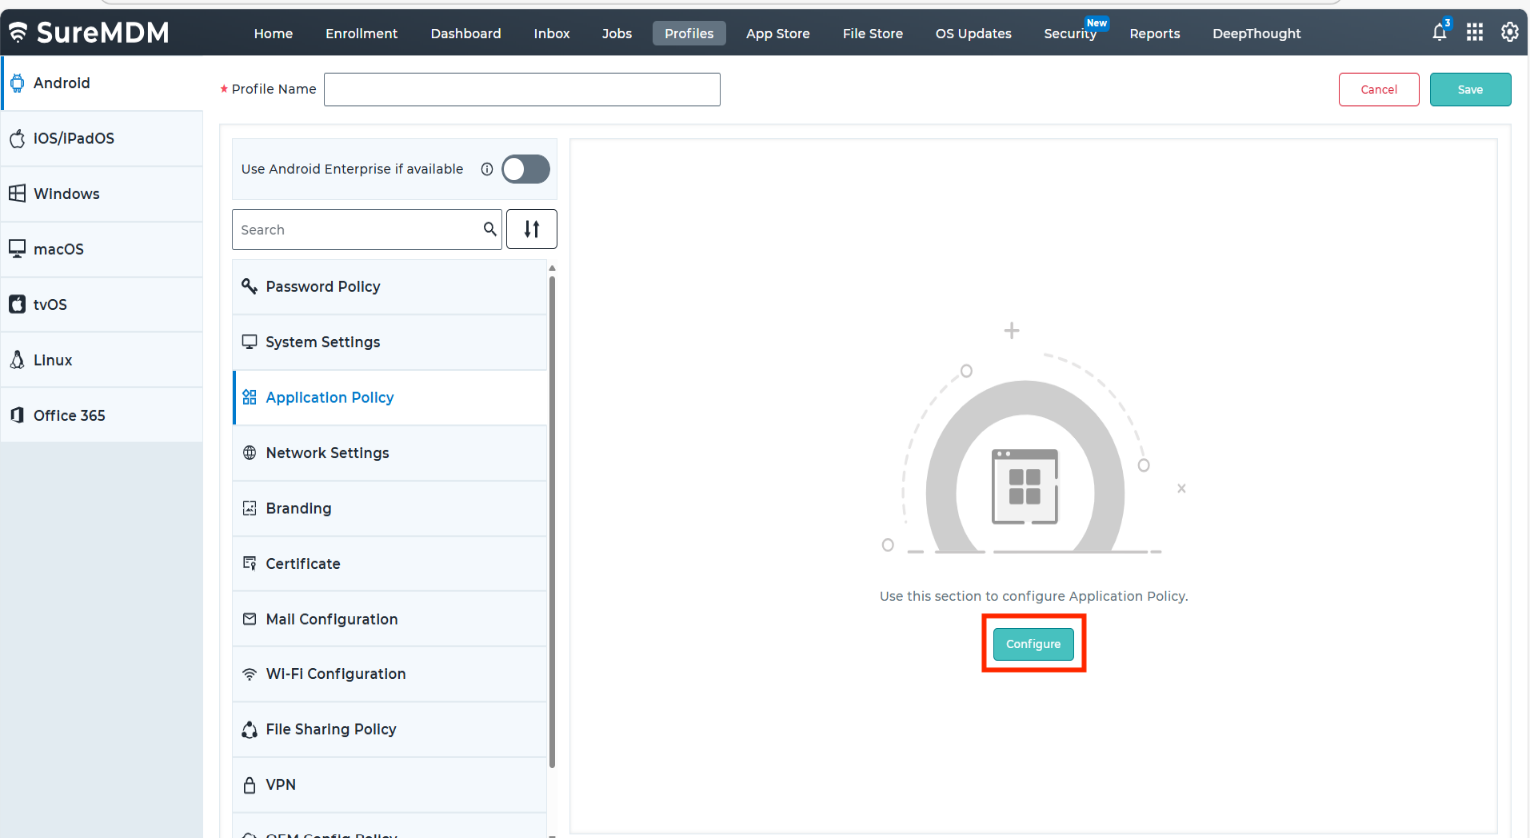 SureMDM
Home Enrollment Dashboard Inbox Jobs Profiles App Store File Store OS Updates Security New Reports DeepThought 3
Android
iOS/iPadOS
Windows
macOS
tvOS
Linux
Office 365
* Profile Name
Cancel Save
Use Android Enterprise if available
Search
Password Policy
System Settings
Application Policy
Network Settings
Branding
Certificate
Mail Configuration
Wi-Fi Configuration
File Sharing Policy
VPN
OEM Config Policy
Use this section to configure Application Policy.
Configure